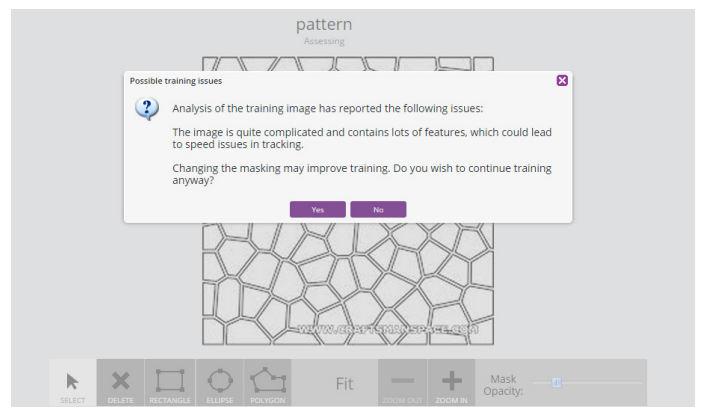 pattern
Assessing
Possible training issues
Analysis of the training image has reported the following issues:
The image is quite complicated and contains lots of features, which could lead
to speed issues in tracking.
Changing the masking may improve training. Do you wish to continue training
anyway?
Yes No
WWW.CRAFTSMANSPACE.COM
SELECT DELETE RECTANGLE ELLIPSE POLYGON Fit ZOOM OUT ZOOM IN Mask
Opacity: